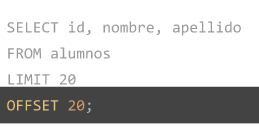 SELECT id, nombre, apellido
FROM alumnos
LIMIT 20
OFFSET 20;